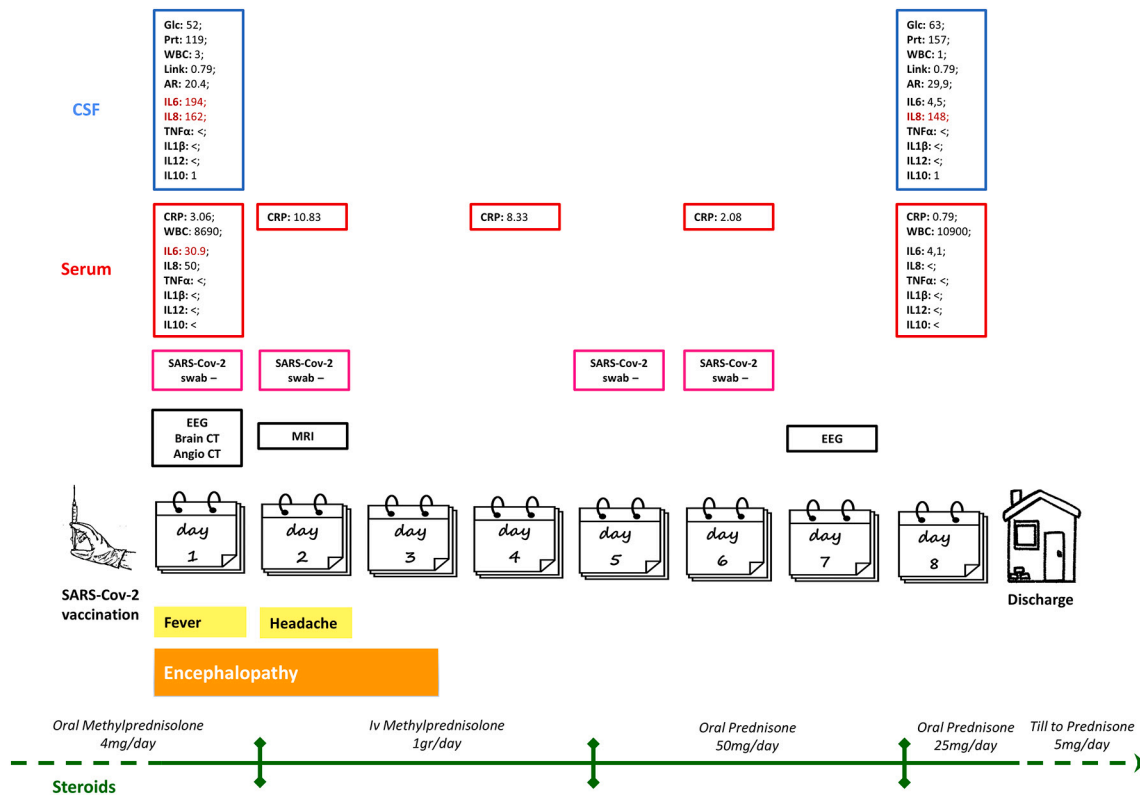 CSF
Glc: 52;
Prt: 119;
WBC: 3;
Link: 0.79;
AR: 20.4;
IL6: 194;
IL8: 162;
TNFα: <;
IL1β: <;
IL12: <;
IL10: 1
Glc: 63;
Prt: 157;
WBC: 1;
Link: 0.79;
AR: 29,9;
IL6: 4,5;
IL8: 148;
TNFα: <;
IL1β: <;
IL12: <;
IL10: 1
Serum
CRP: 3.06;
WBC: 8690;
IL6: 30.9;
IL8: 50;
TNFα: <;
IL1β: <;
IL12: <;
IL10: <
CRP: 10.83
CRP: 8.33
CRP: 2.08
CRP: 0.79;
WBC: 10900;
IL6: 4,1;
IL8: <;
TNFα: <;
IL1β: <;
IL12: <;
IL10: <
SARS-Cov-2
swab –
SARS-Cov-2
swab –
SARS-Cov-2
swab –
SARS-Cov-2
swab –
EEG
Brain CT
Angio CT
MRI
EEG
day
1
day
2
day
3
day
4
day
5
day
6
day
7
day
8
SARS-Cov-2
vaccination
Discharge
Fever
Headache
Encephalopathy
Oral Methylprednisolone
4mg/day
Iv Methylprednisolone
1gr/day
Oral Prednisone
50mg/day
Oral Prednisone
25mg/day
Till to Prednisone
5mg/day
Steroids